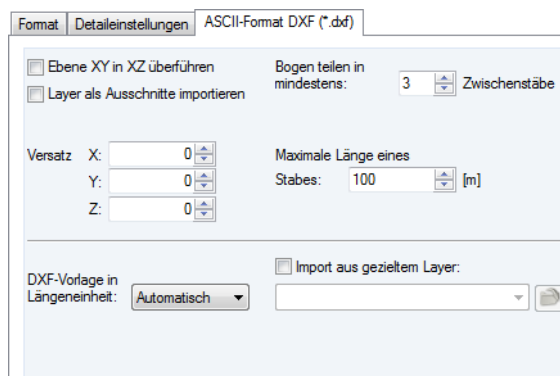 Format Detaileinstellungen ASCII-Format DXF (*.dxf)
Ebene XY in XZ überführen
Layer als Ausschnitte importieren
Bogen teilen in
mindestens: 3 Zwischenstäbe
Versatz X: 0
Y: 0
Z: 0
Maximale Länge eines
Stabes: 100 [m]
DXF-Vorlage in
Längeneinheit: Automatisch
Import aus gezieltem Layer: